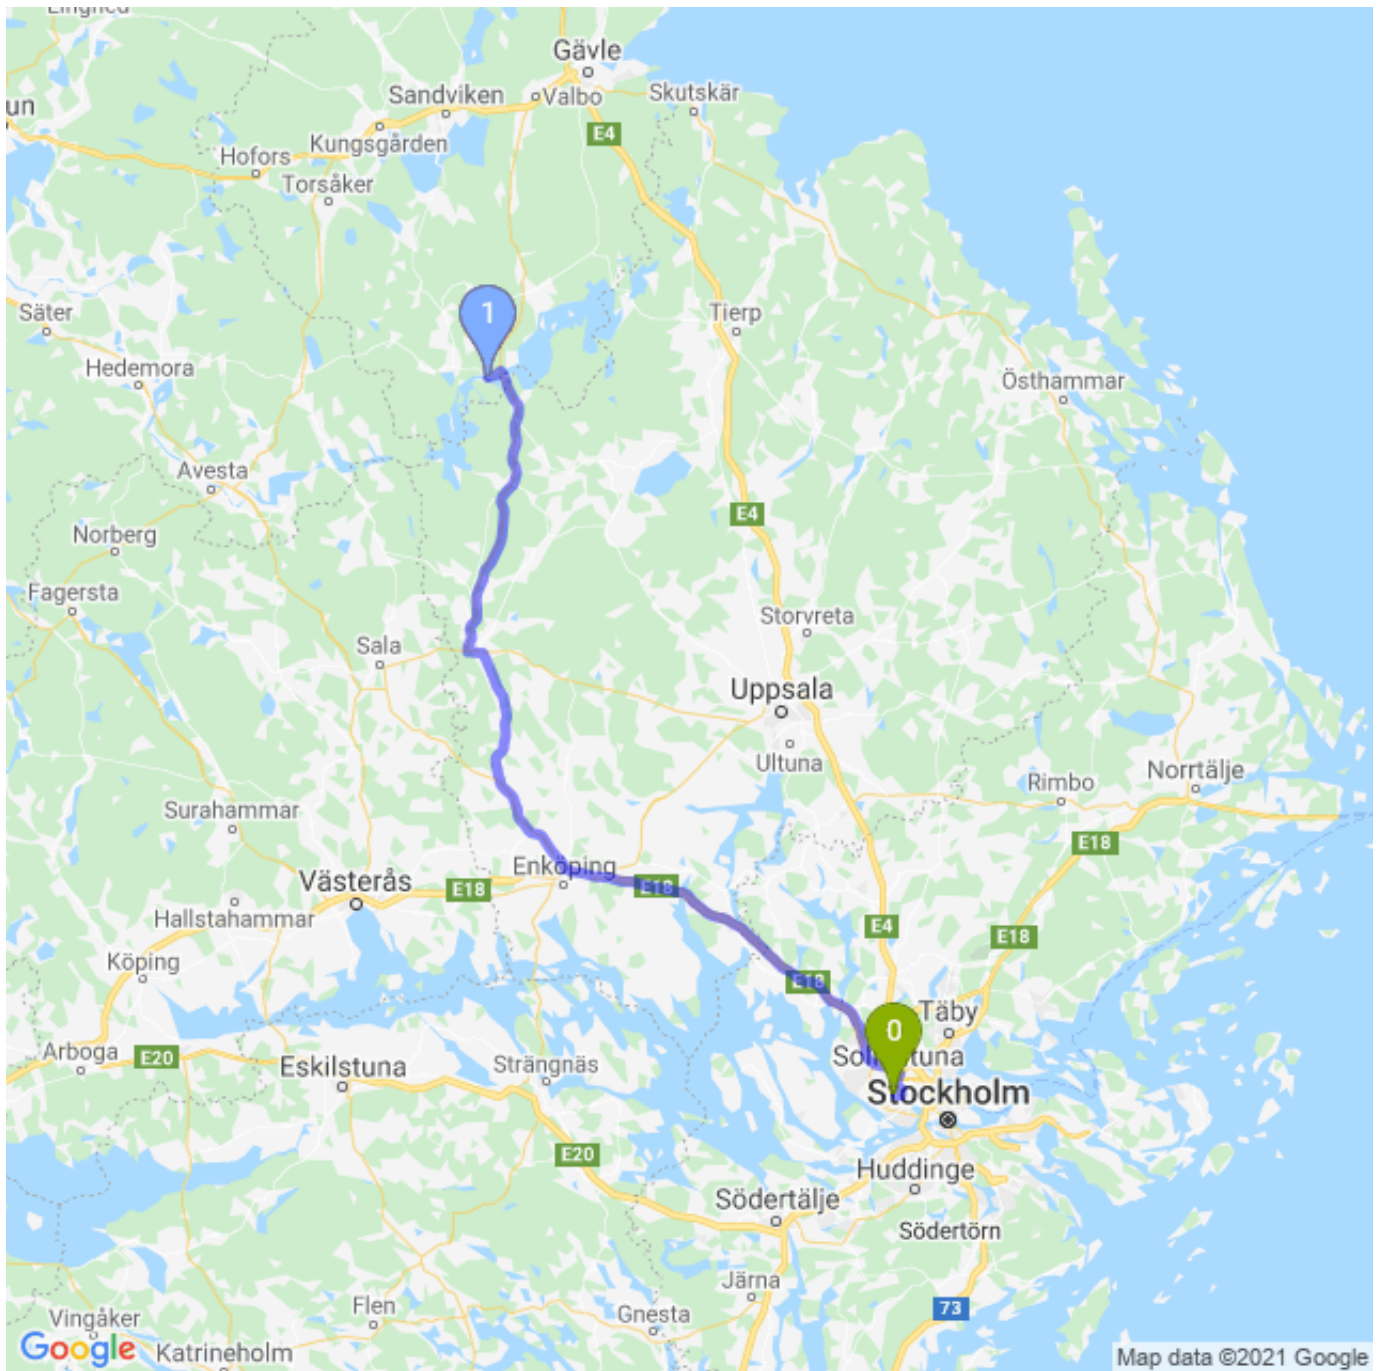 Gävle
Sandviken
Valbo
Skutskär
un
Kungsgården
E4
Hofors
Torsåker
1
Säter
Tierp
Hedemora
Östhammar
Avesta
E4
Norberg
Fagersta
Storvreta
Sala
Uppsala
Ultuna
Norrtälje
Rimbo
Surahammar
E18
Enköping
Västerås
E18
E18
Hallstahammar
E4
E18
Köping
E18
Täby
0
Arboga
E20
Eskilstuna
Strängnäs
Stockholm
E20
Huddinge
Södertälje
Södertörn
Järna
73
Flen
Gnesta
Vingåker
Google
Katrineholm
Map data ©2021 Google